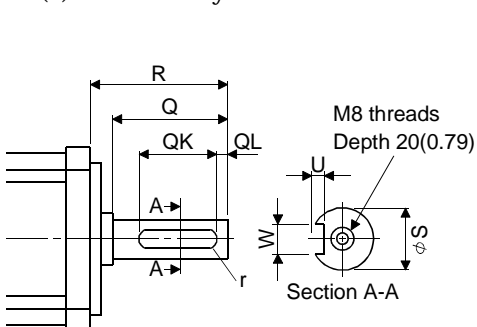 R
Q
QK
QL
M8 threads
Depth 20(0.79)
U
A
W
φS
A
r
Section A-A